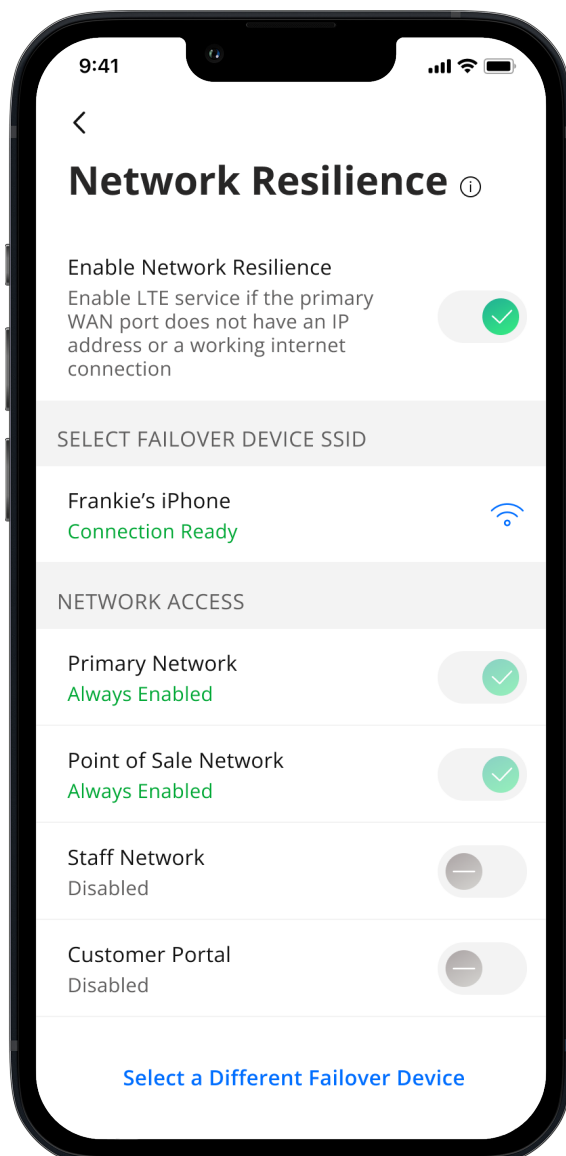 9:41
Network Resilience
Enable Network Resilience
Enable LTE service if the primary
WAN port does not have an IP
address or a working internet
connection
SELECT FAILOVER DEVICE SSID
Frankie’s iPhone
Connection Ready
NETWORK ACCESS
Primary Network
Always Enabled
Point of Sale Network
Always Enabled
Staff Network
Disabled
Customer Portal
Disabled
Select a Different Failover Device